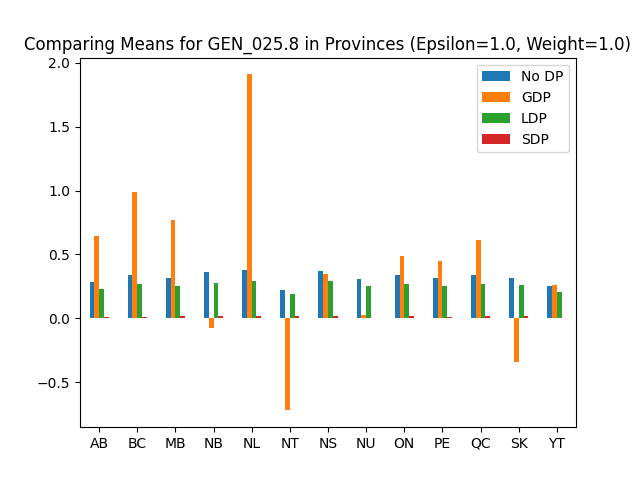 Comparing Means for GEN_025.8 in Provinces (Epsilon=1.0, Weight=1.0)
No DP
GDP
LDP
SDP
2.0
1.5
1.0
0.5
0.0
−0.5
AB BC MB NB NL NT NS NU ON PE QC SK YT